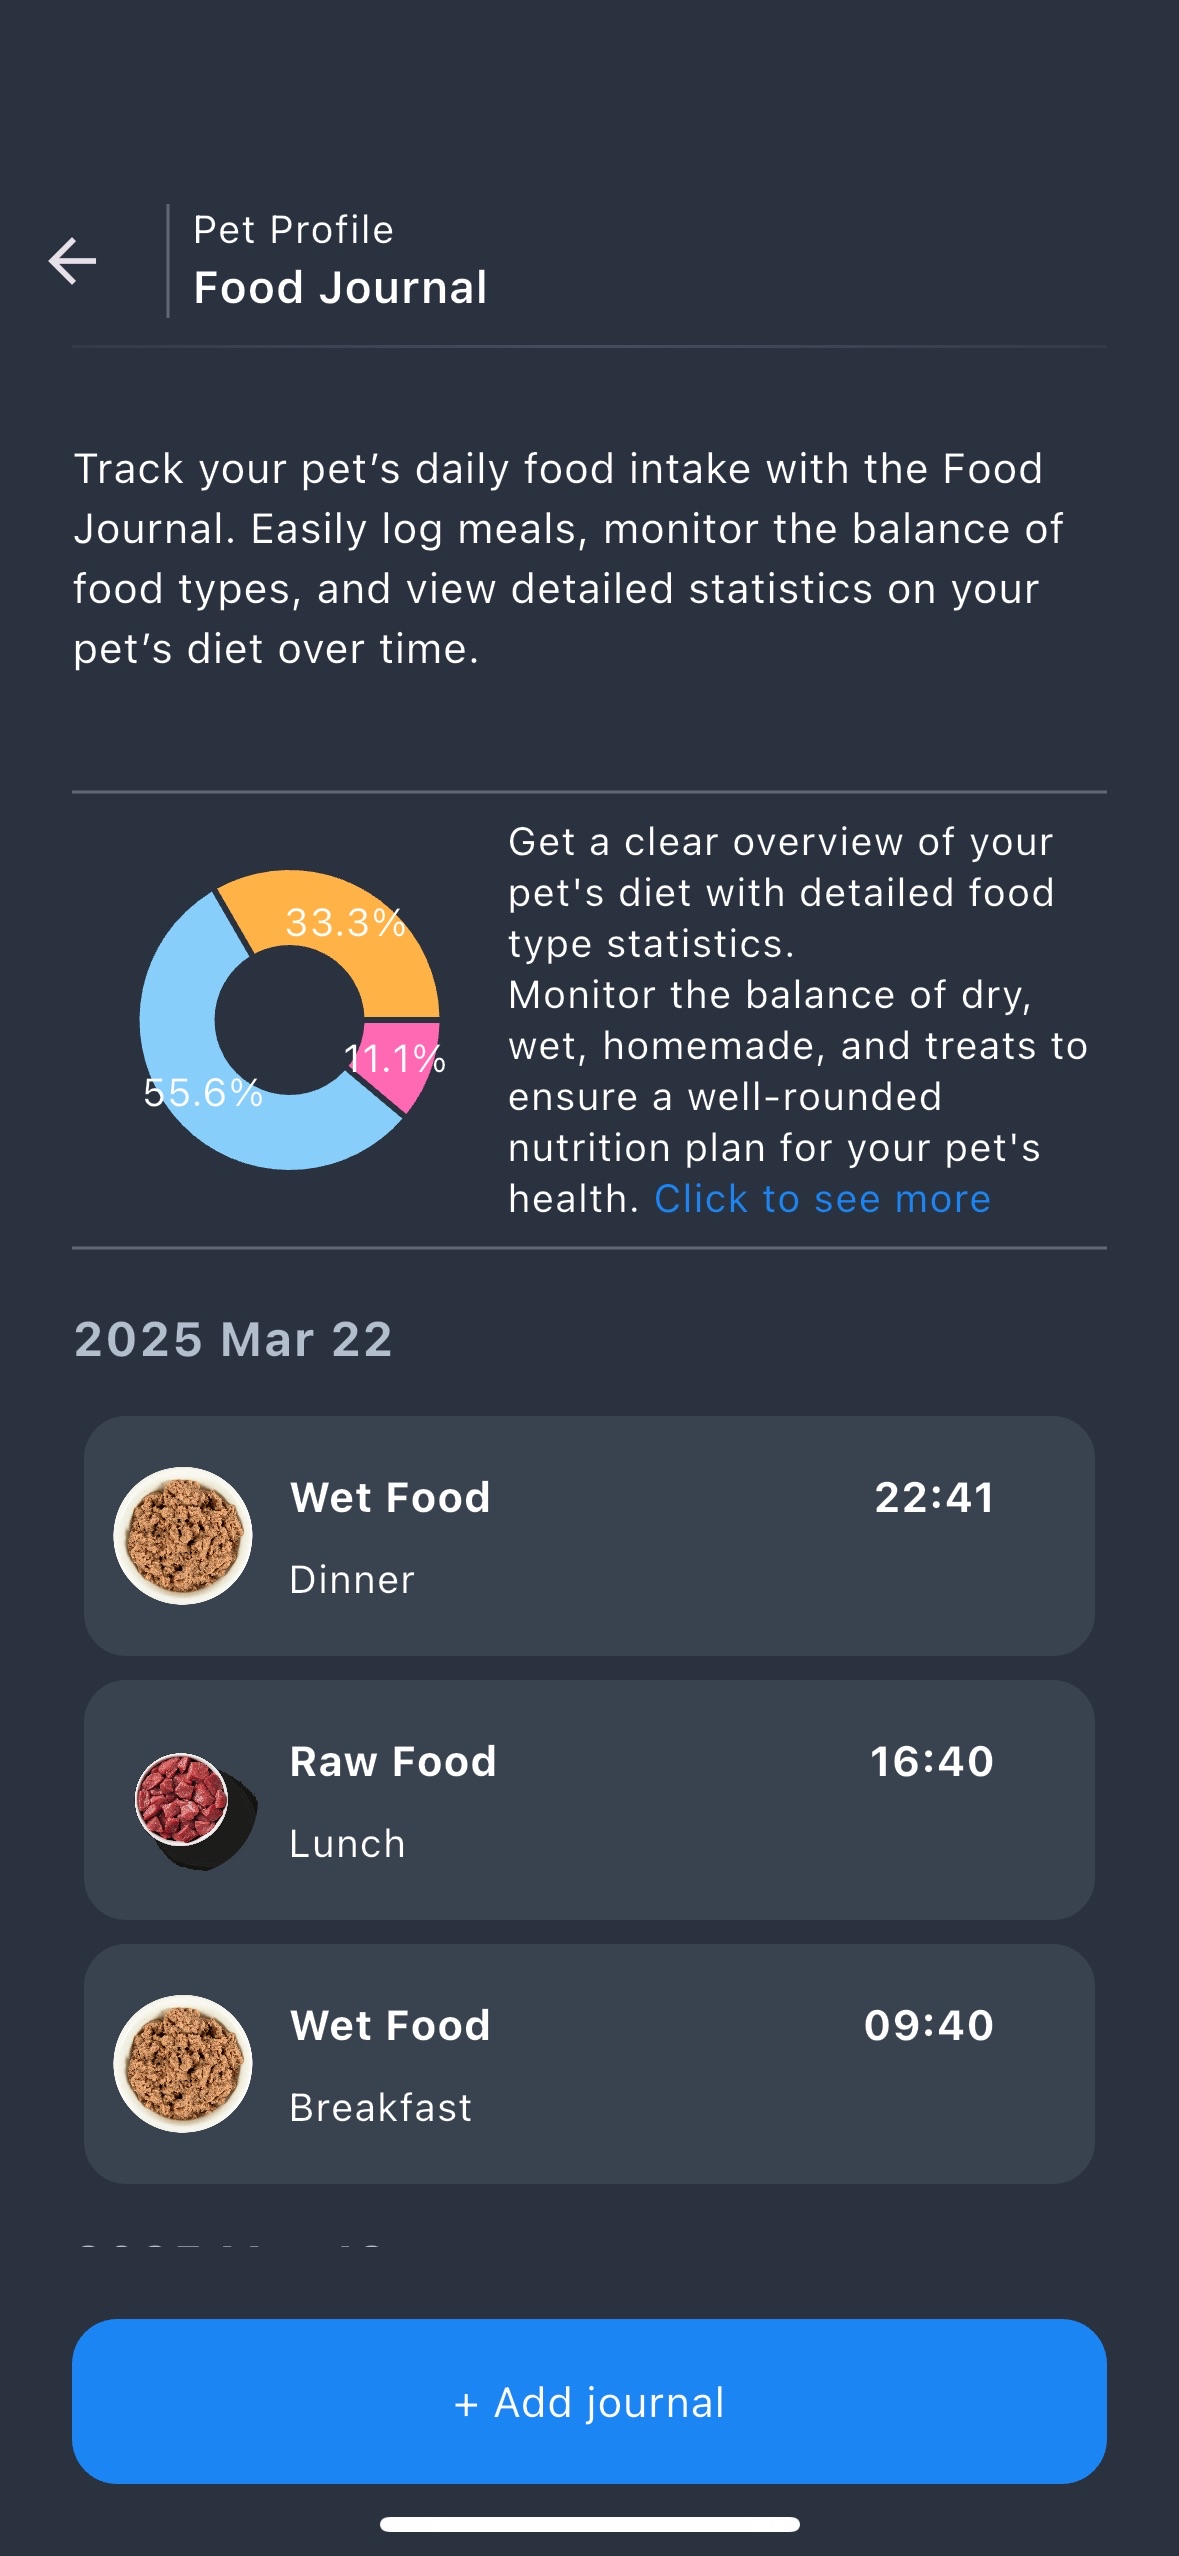 Pet Profile
Food Journal
Track your pet’s daily food intake with the Food
Journal. Easily log meals, monitor the balance of
food types, and view detailed statistics on your
pet’s diet over time.
33.3%
11.1%
55.6%
Get a clear overview of your
pet's diet with detailed food
type statistics.
Monitor the balance of dry,
wet, homemade, and treats to
ensure a well-rounded
nutrition plan for your pet's
health. Click to see more
2025 Mar 22
Wet Food 22:41
Dinner
Raw Food 16:40
Lunch
Wet Food 09:40
Breakfast
+ Add journal